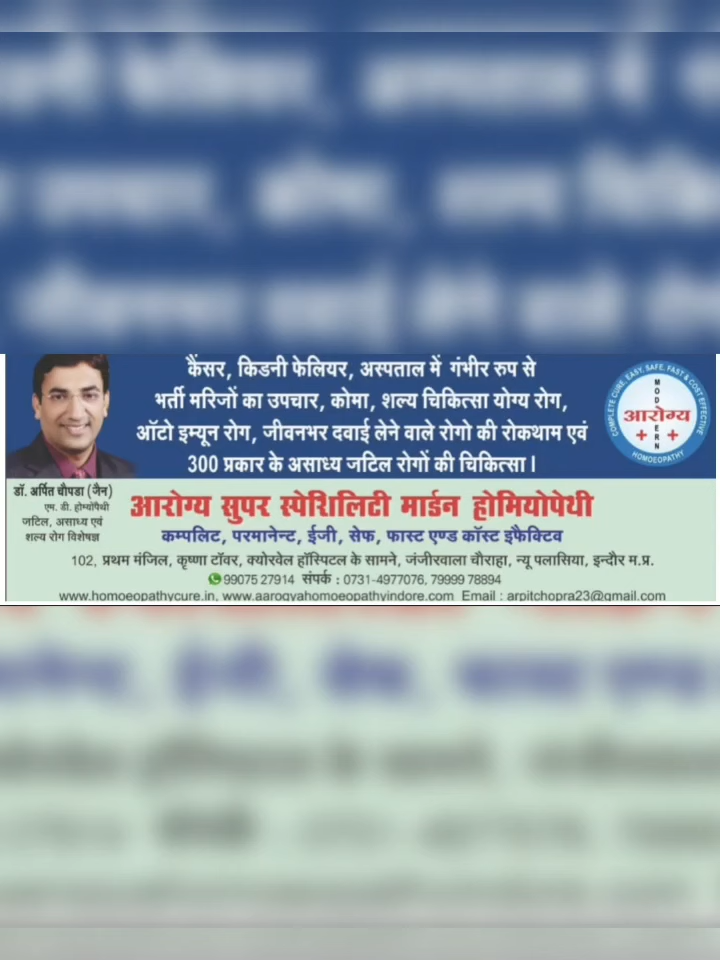 कैंसर, किडनी फेलियर, अस्पताल में गंभीर रुप से
भर्ती मरिजों का उपचार, कोमा, शल्य चिकित्सा योग्य रोग,
ऑटो इम्यून रोग, जीवनभर दवाई लेने वाले रोगो की रोकथाम एवं
300 प्रकार के असाध्य जटिल रोगों की चिकित्सा।
COMPLETE CURE, EASY, SAFE, FAST & COST EFFECTIVE
MODERN
आरोग्य
HOMOEOPATHY
डॉ. अर्पित चौपडा (जैन)
एम. डी. होम्योपैथी
जटिल, असाध्य एवं
शल्य रोग विशेषज्ञ
आरोग्य सुपर स्पेशिलिटी मार्डन होमियोपेथी
कम्पलिट, परमानेन्ट, ईजी, सेफ, फास्ट एण्ड कॉस्ट इफैक्टिव
102, प्रथम मंजिल, कृष्णा टॉवर, क्योरवेल हॉस्पिटल के सामने, जंजीरवाला चौराहा, न्यू पलासिया, इन्दौर म.प्र.
99075 27914 संपर्क : 0731-4977076, 79999 78894
www.homoeopathycure.in, www.aarogyahomoeopathyindore.com Email : arpitchopra23@gmail.com